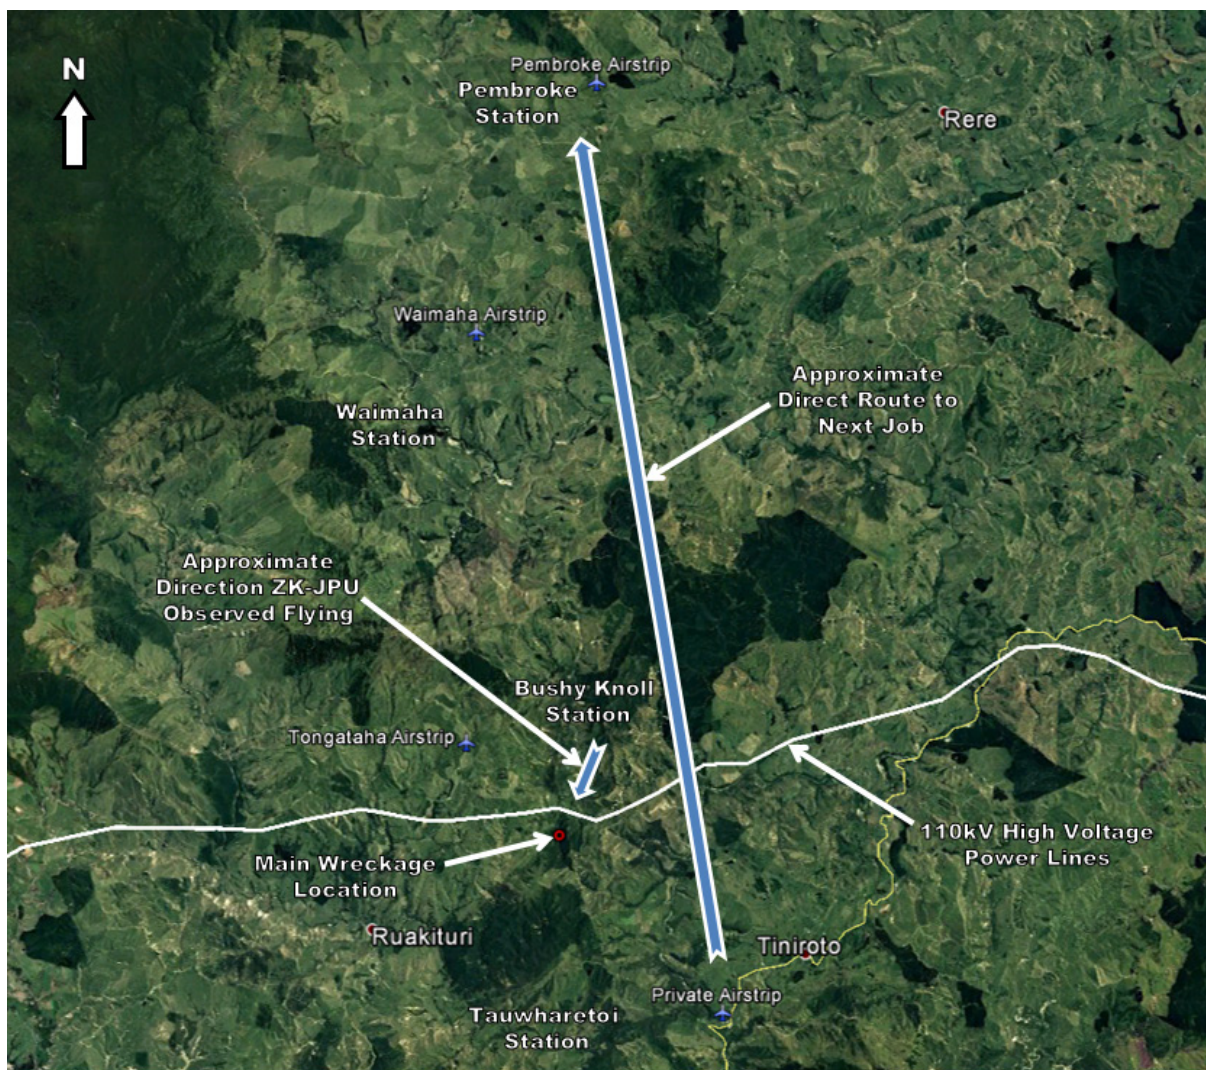 N
Pembroke Airstrip
Pembroke
Station
Rere
Waimaha Airstrip
Approximate
Direct Route to
Next Job
Waimaha
Station
Approximate
Direction ZK-JPU
Observed Flying
Bushy Knoll
Station
Tongataha Airstrip
110kV High Voltage
Power Lines
Main Wreckage
Location
Ruakituri
Tiniroto
Private Airstrip
Tauwharetoi
Station